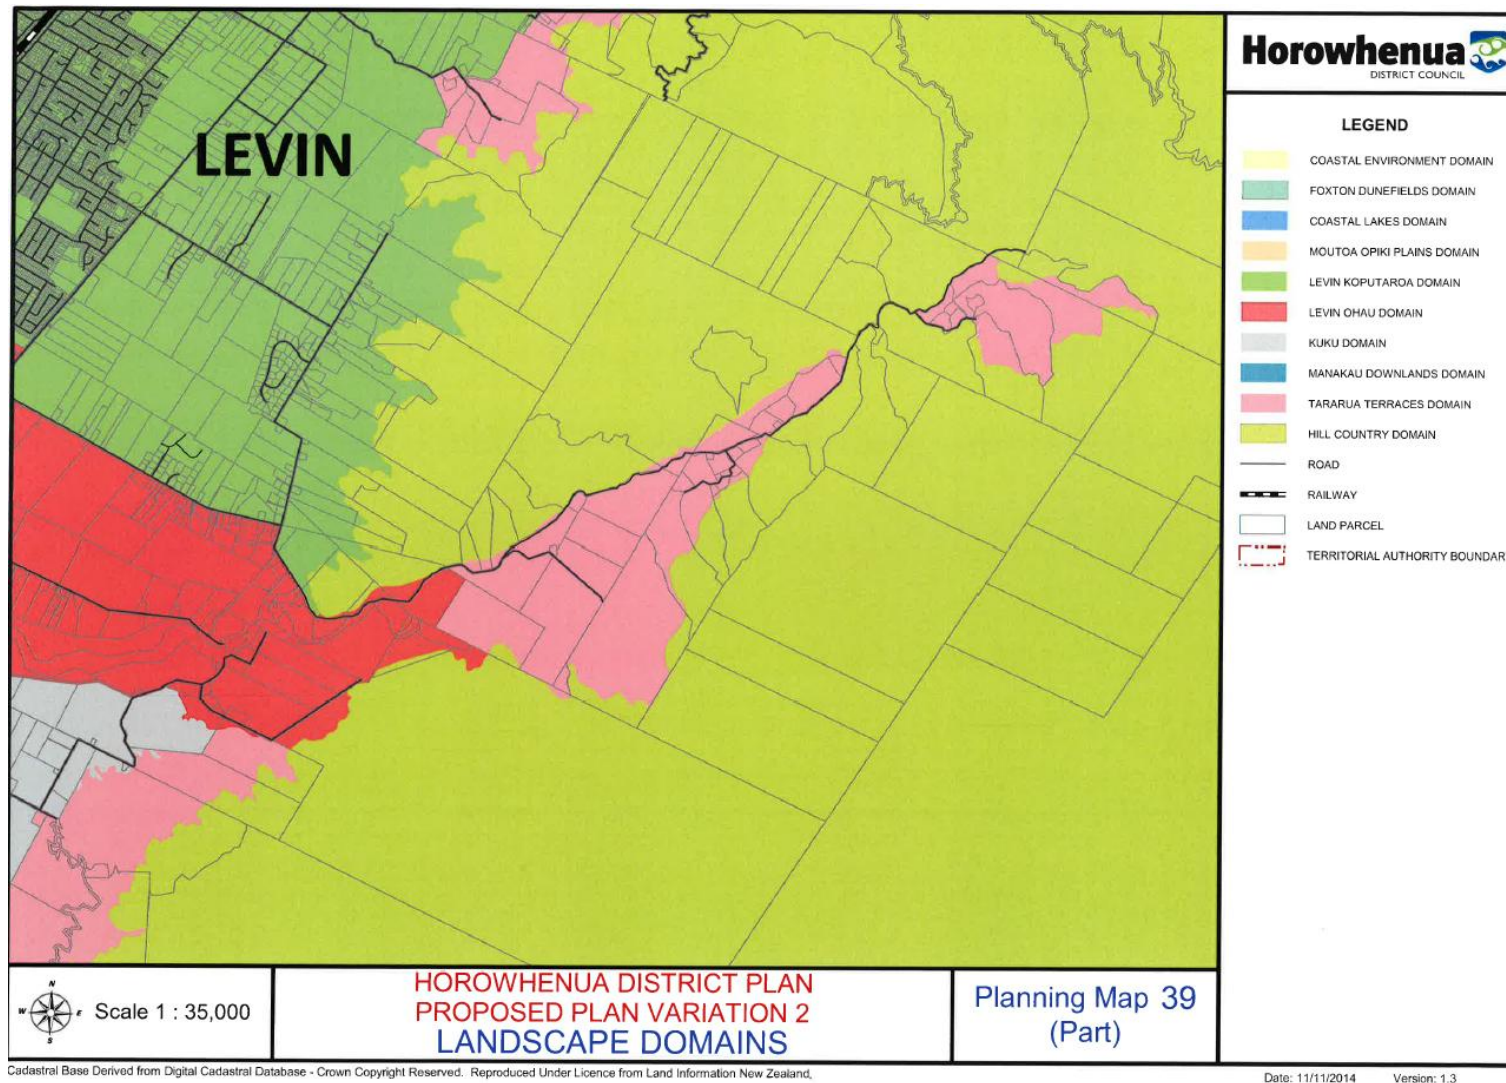 Horowhenua
DISTRICT COUNCIL
LEGEND
COASTAL ENVIRONMENT DOMAIN
FOXTON DUNEFIELDS DOMAIN
COASTAL LAKES DOMAIN
MOUTOA OPIKI PLAINS DOMAIN
LEVIN KOPUTAROA DOMAIN
LEVIN OHAU DOMAIN
KUKU DOMAIN
MANAKAU DOWNLANDS DOMAIN
TARARUA TERRACES DOMAIN
HILL COUNTRY DOMAIN
ROAD
RAILWAY
LAND PARCEL
TERRITORIAL AUTHORITY BOUNDAR
LEVIN
N
W E
S
Scale 1 : 35,000
HOROWHENUA DISTRICT PLAN
PROPOSED PLAN VARIATION 2
LANDSCAPE DOMAINS
Planning Map 39
(Part)
Cadastral Base Derived from Digital Cadastral Database - Crown Copyright Reserved. Reproduced Under Licence from Land Information New Zealand,
Date: 11/11/2014 Version: 1.3